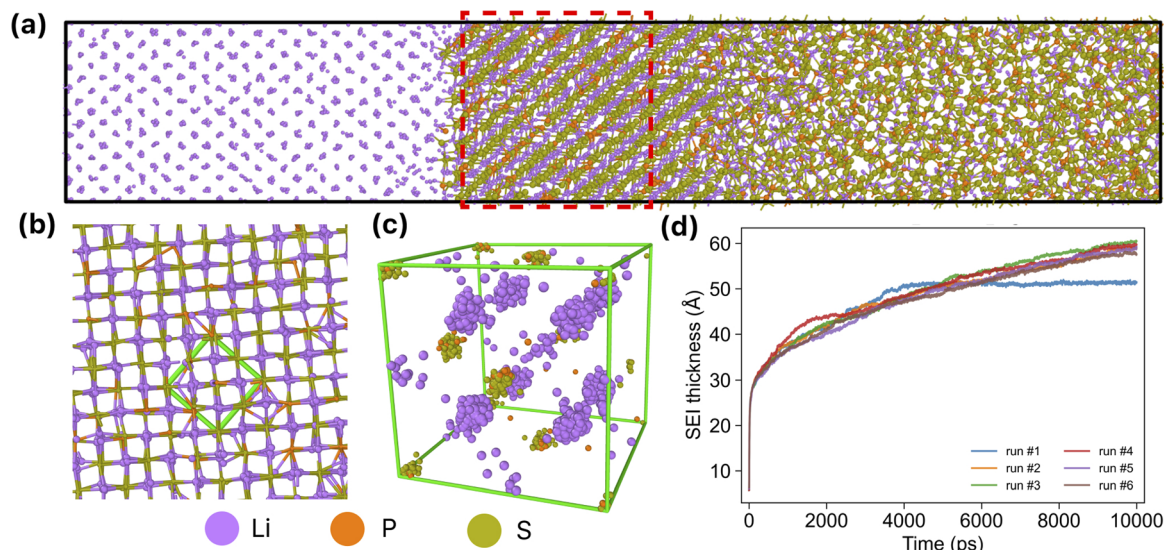 (a)
(b)
(c)
(d)
SEI thickness (Å)
60
50
40
30
20
10
run #1
run #2
run #3
run #4
run #5
run #6
0
2000
4000
6000
8000
10000
Time (ps)
Li
P
S